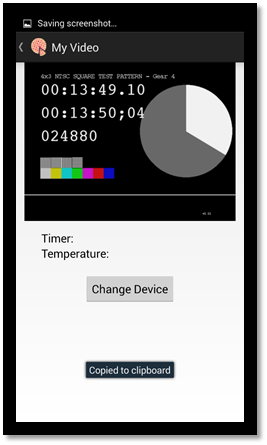 Saving screenshot...
My Video
4x3 NTSC SQUARE TEST PATTERN - Gear 4
00:13:49.10
00:13:50;04
024880
Timer:
Temperature:
Change Device
Copied to clipboard